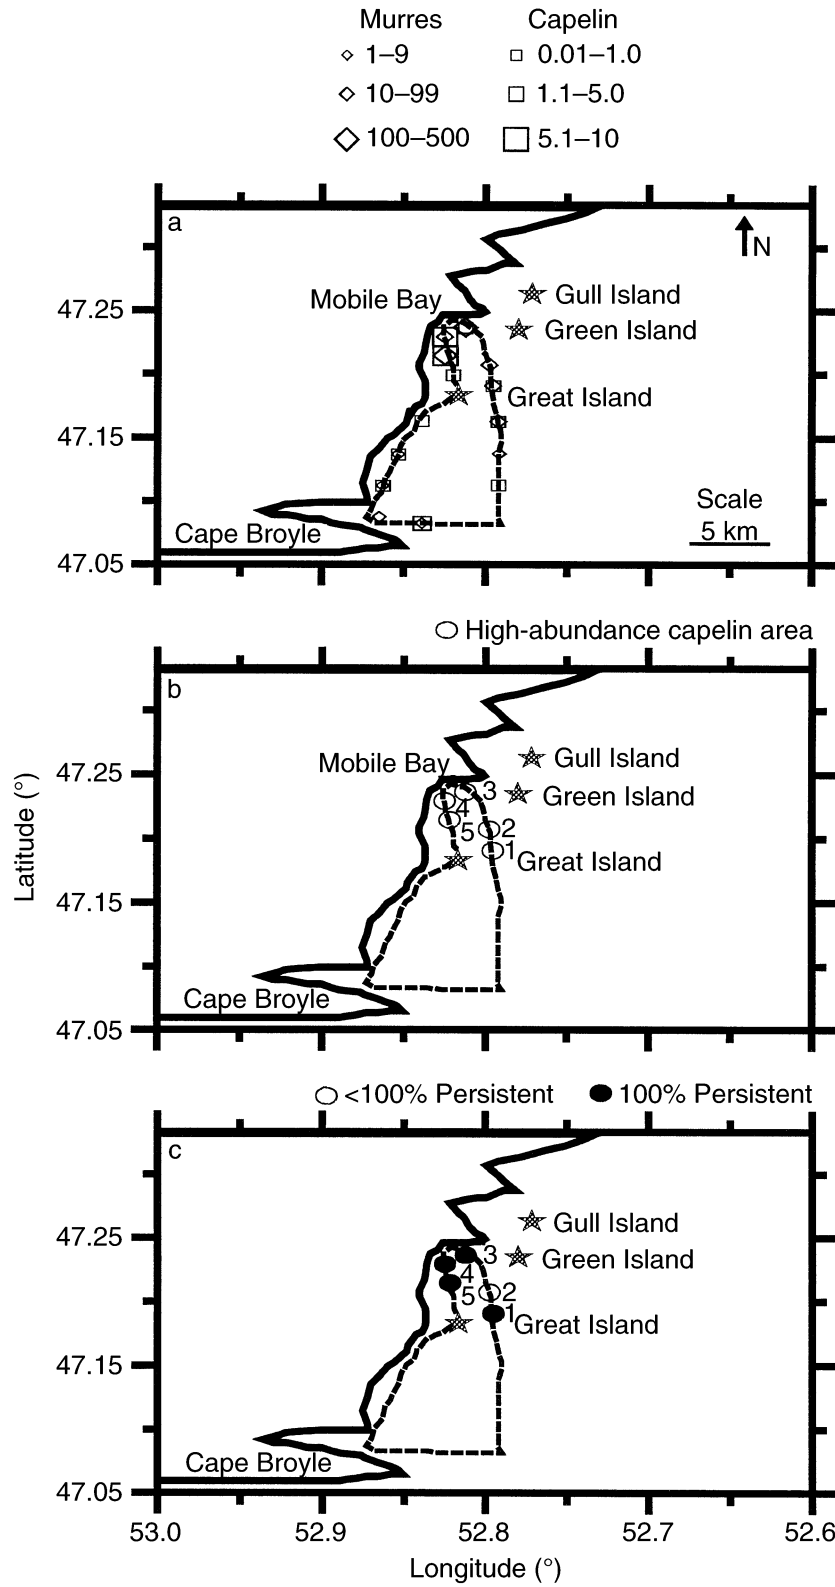 Murres Capelin
1–9 0.01–1.0
10–99 1.1–5.0
100–500 5.1–10
a
N
Mobile Bay
Gull Island
47.25
Green Island
Great Island
47.15
Scale
5 km
Cape Broyle
47.05
High-abundance capelin area
b
Gull Island
Mobile Bay
47.25
3
Green Island
4
2
5
1
Great Island
47.15
Cape Broyle
47.05
Latitude (°)
<100% Persistent 100% Persistent
c
Gull Island
47.25
3
Green Island
4
2
5
1
Great Island
47.15
Cape Broyle
47.05
53.0 52.9 52.8 52.7 52.6
Longitude (°)